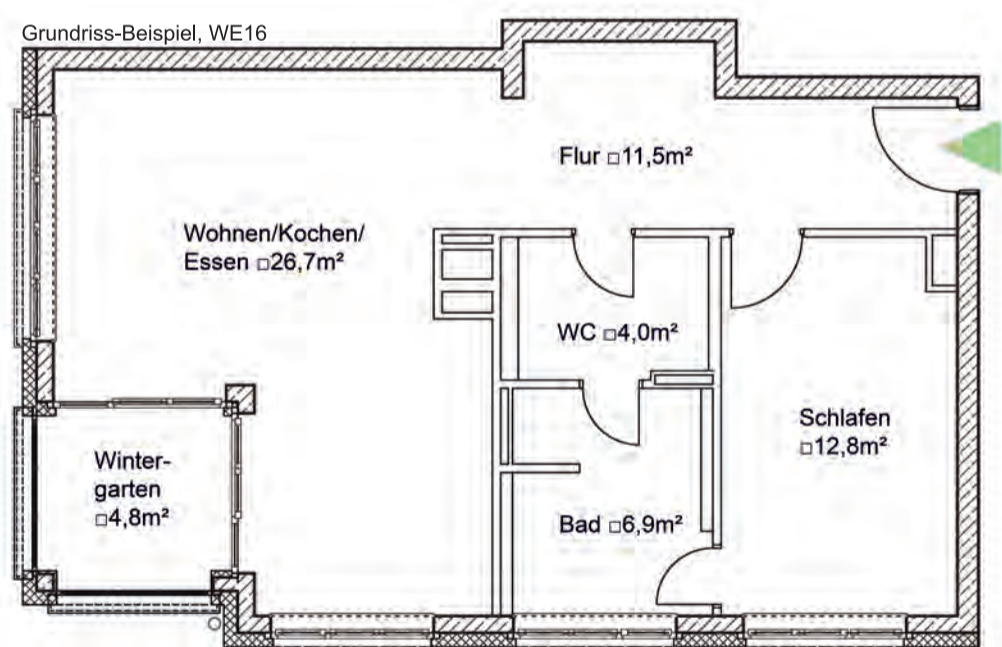 Grundriss-Beispiel, WE16
Flur □11,5m²
Wohnen/Kochen/
Essen □26,7m²
WC □4,0m²
Schlafen
□12,8m²
Winter-
garten
□4,8m²
Bad □6,9m²